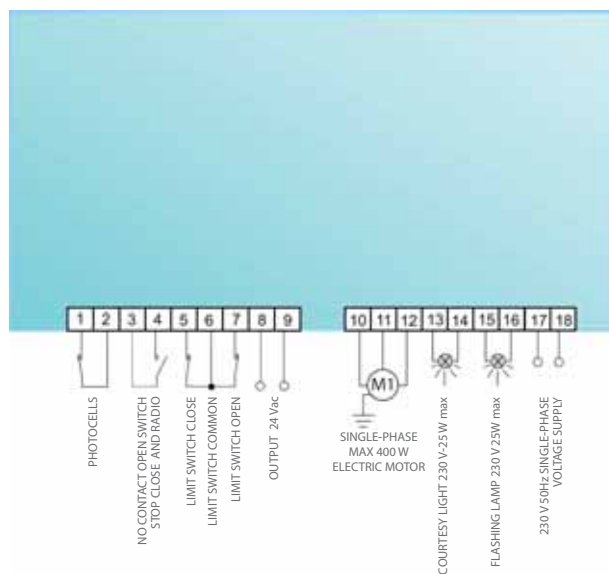 1 2 3 4 5 6 7 8 9
10 11 12 13 14 15 16 17 18
M1
PHOTOCELLS
NO CONTACT OPEN SWITCH
STOP CLOSE AND RADIO
LIMIT SWITCH CLOSE
LIMIT SWITCH COMMON
LIMIT SWITCH OPEN
OUTPUT 24 Vac
SINGLE-PHASE
MAX 400 W
ELECTRIC MOTOR
COURTESY LIGHT 230 V-25W max
FLASHING LAMP 230 V 25W max
230 V 50Hz SINGLE-PHASE
VOLTAGE SUPPLY